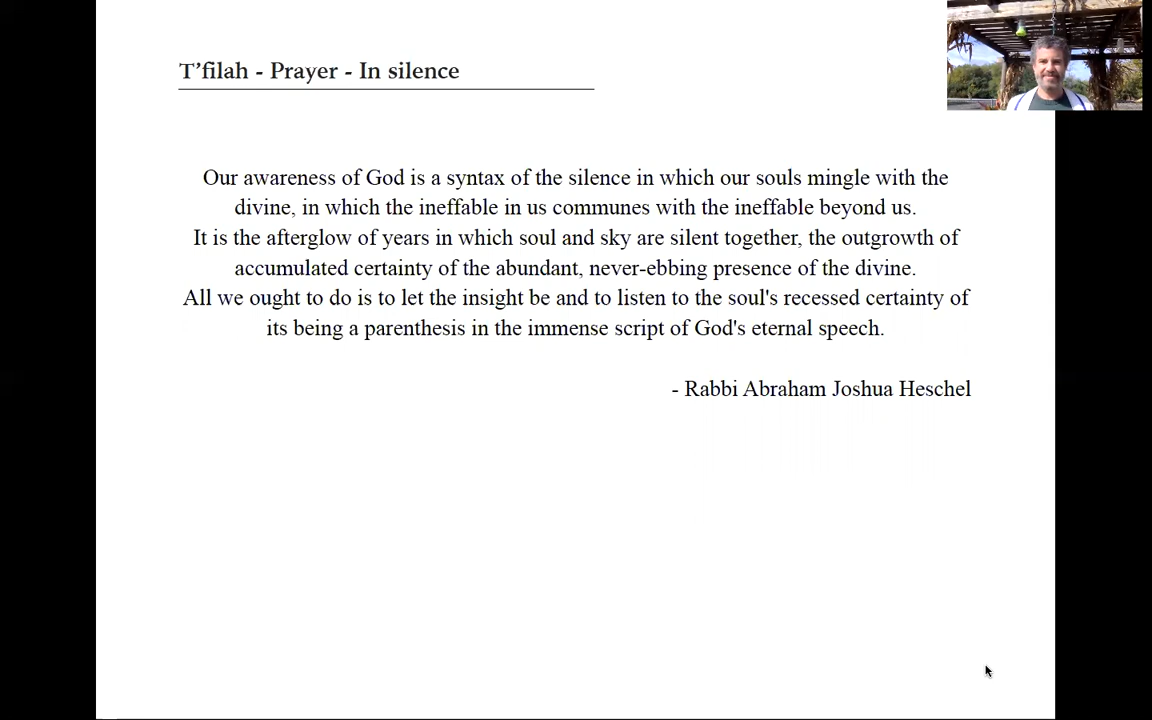 T’filah - Prayer - In silence
Our awareness of God is a syntax of the silence in which our souls mingle with the
divine, in which the ineffable in us communes with the ineffable beyond us.
It is the afterglow of years in which soul and sky are silent together, the outgrowth of
accumulated certainty of the abundant, never-ebbing presence of the divine.
All we ought to do is to let the insight be and to listen to the soul's recessed certainty of
its being a parenthesis in the immense script of God's eternal speech.
- Rabbi Abraham Joshua Heschel